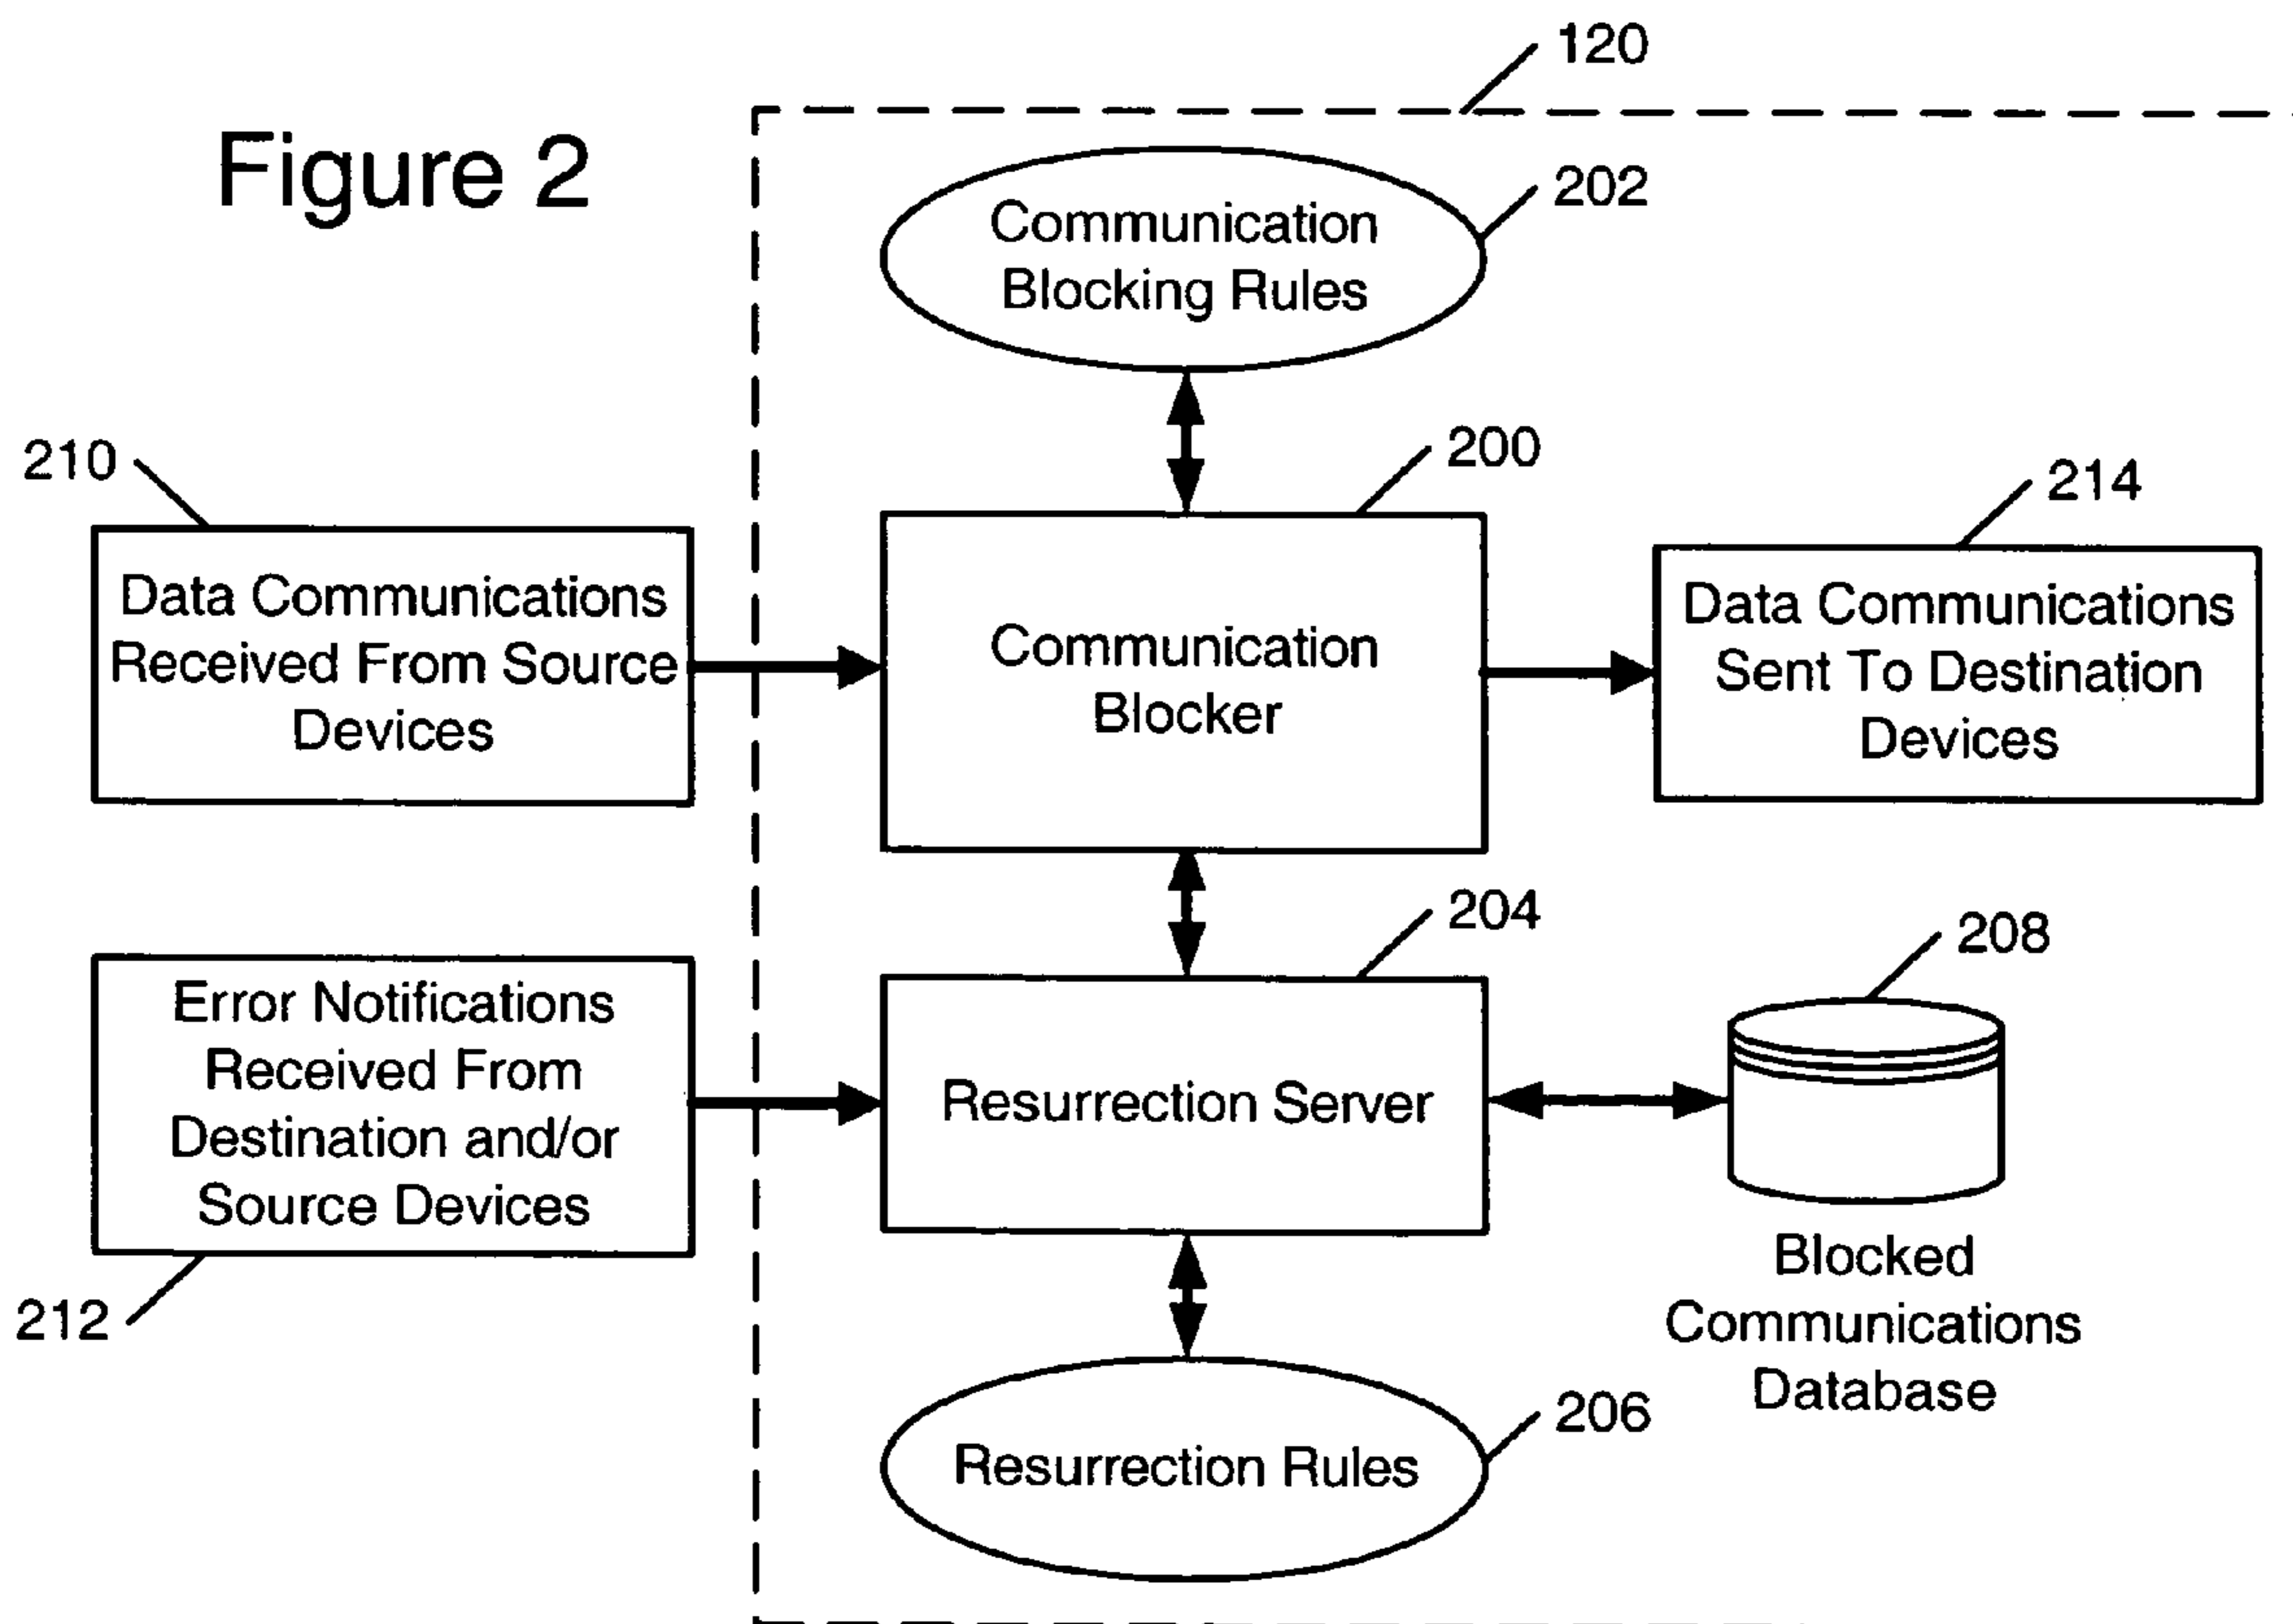 120
Figure 2
202
Communication
Blocking Rules
210
200
214
Data Communications
Received From Source
Devices
Communication
Blocker
Data Communications
Sent To Destination
Devices
204
208
Error Notifications
Received From
Destination and/or
Source Devices
Resurrection Server
212
Blocked
Communications
Database
206
Resurrection Rules